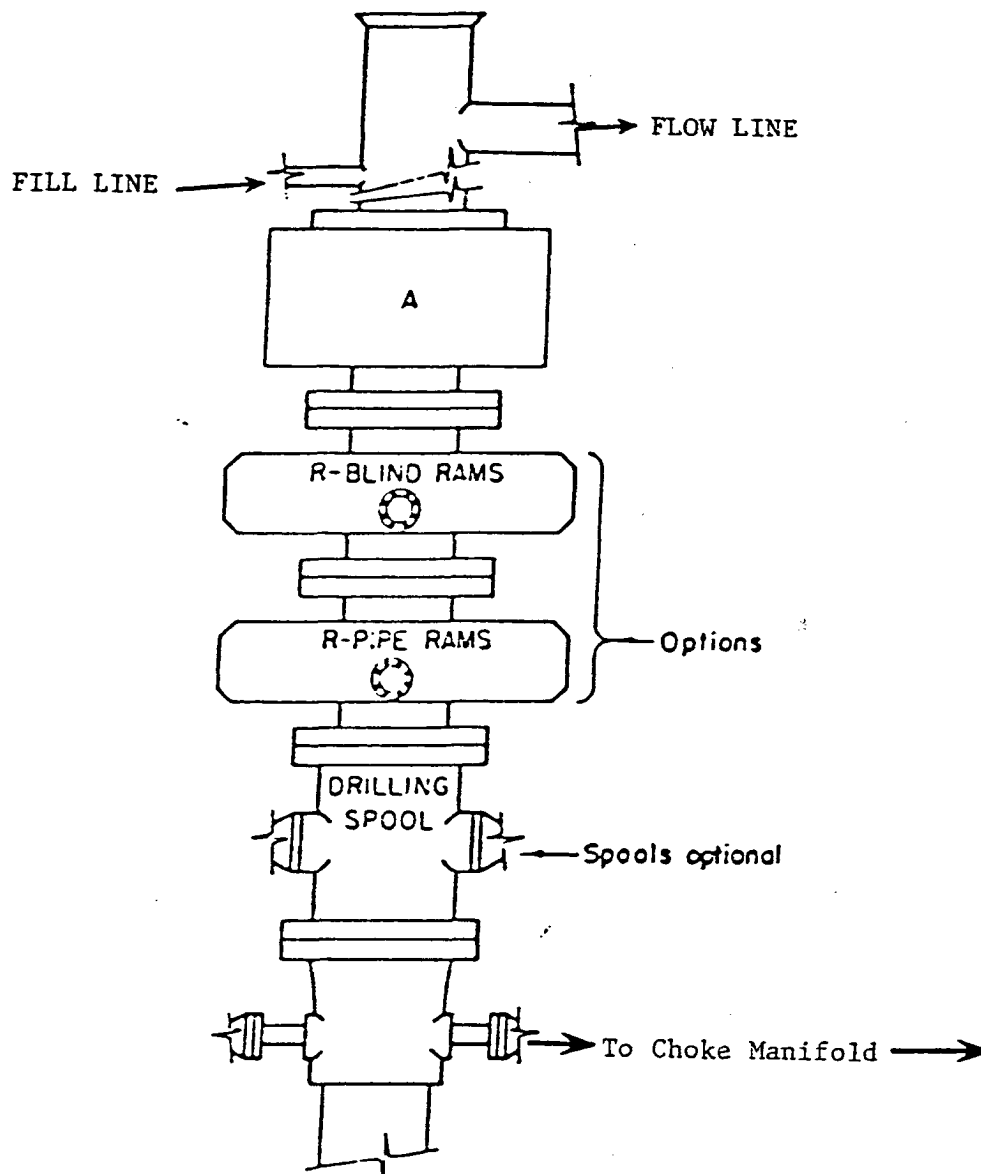 FLOW LINE
FILL LINE
A
R-BLIND RAMS
R-PIPE RAMS
Options
DRILLING
SPOOL
Spools optional
To Choke Manifold